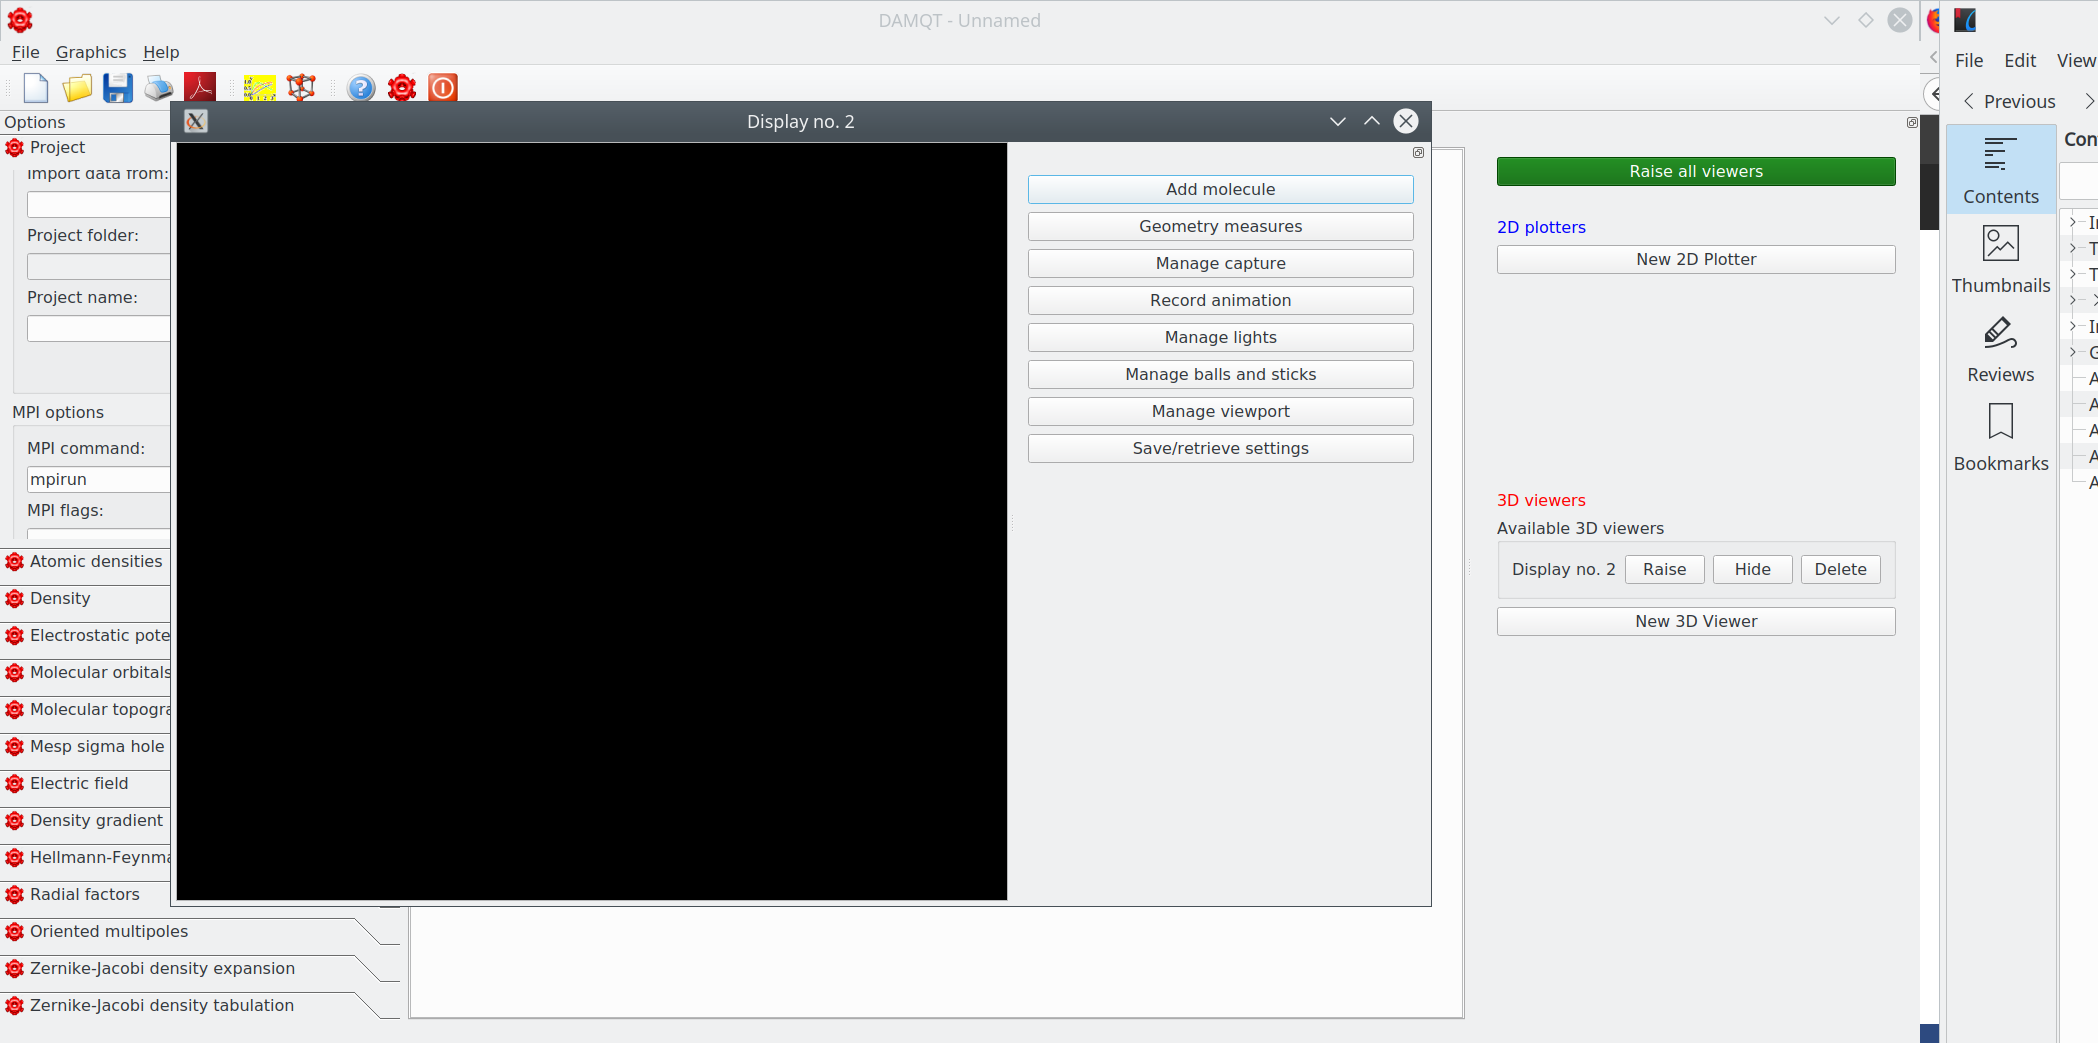 DAMQT - Unnamed
File Graphics Help
Options
Project
Import data from:
Project folder:
Project name:
MPI options
MPI command:
mpirun
MPI flags:
Atomic densities
Density
Electrostatic pote
Molecular orbitals
Molecular topogra
Mesp sigma hole
Electric field
Density gradient
Hellmann-Feynma
Radial factors
Oriented multipoles
Zernike-Jacobi density expansion
Zernike-Jacobi density tabulation
Display no. 2
Add molecule
Geometry measures
Manage capture
Record animation
Manage lights
Manage balls and sticks
Manage viewport
Save/retrieve settings
Raise all viewers
2D plotters
New 2D Plotter
3D viewers
Available 3D viewers
Display no. 2 Raise Hide Delete
New 3D Viewer
File Edit View
Previous
Contents
Thumbnails
Reviews
Bookmarks
Con